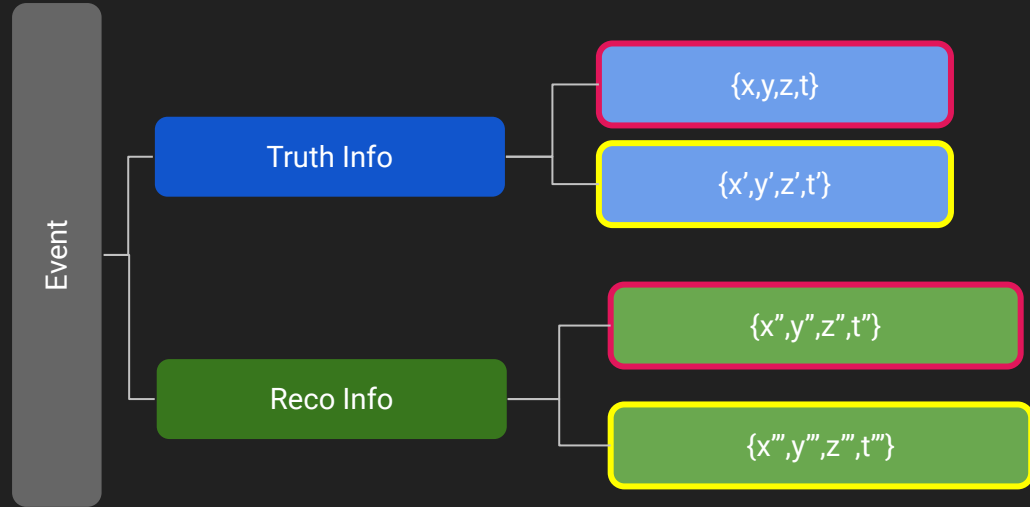 Event
Truth Info
{x,y,z,t}
{x’,y’,z’,t’}
Reco Info
{x”,y”,z”,t”}
{x”’,y”’,z”’,t”’}